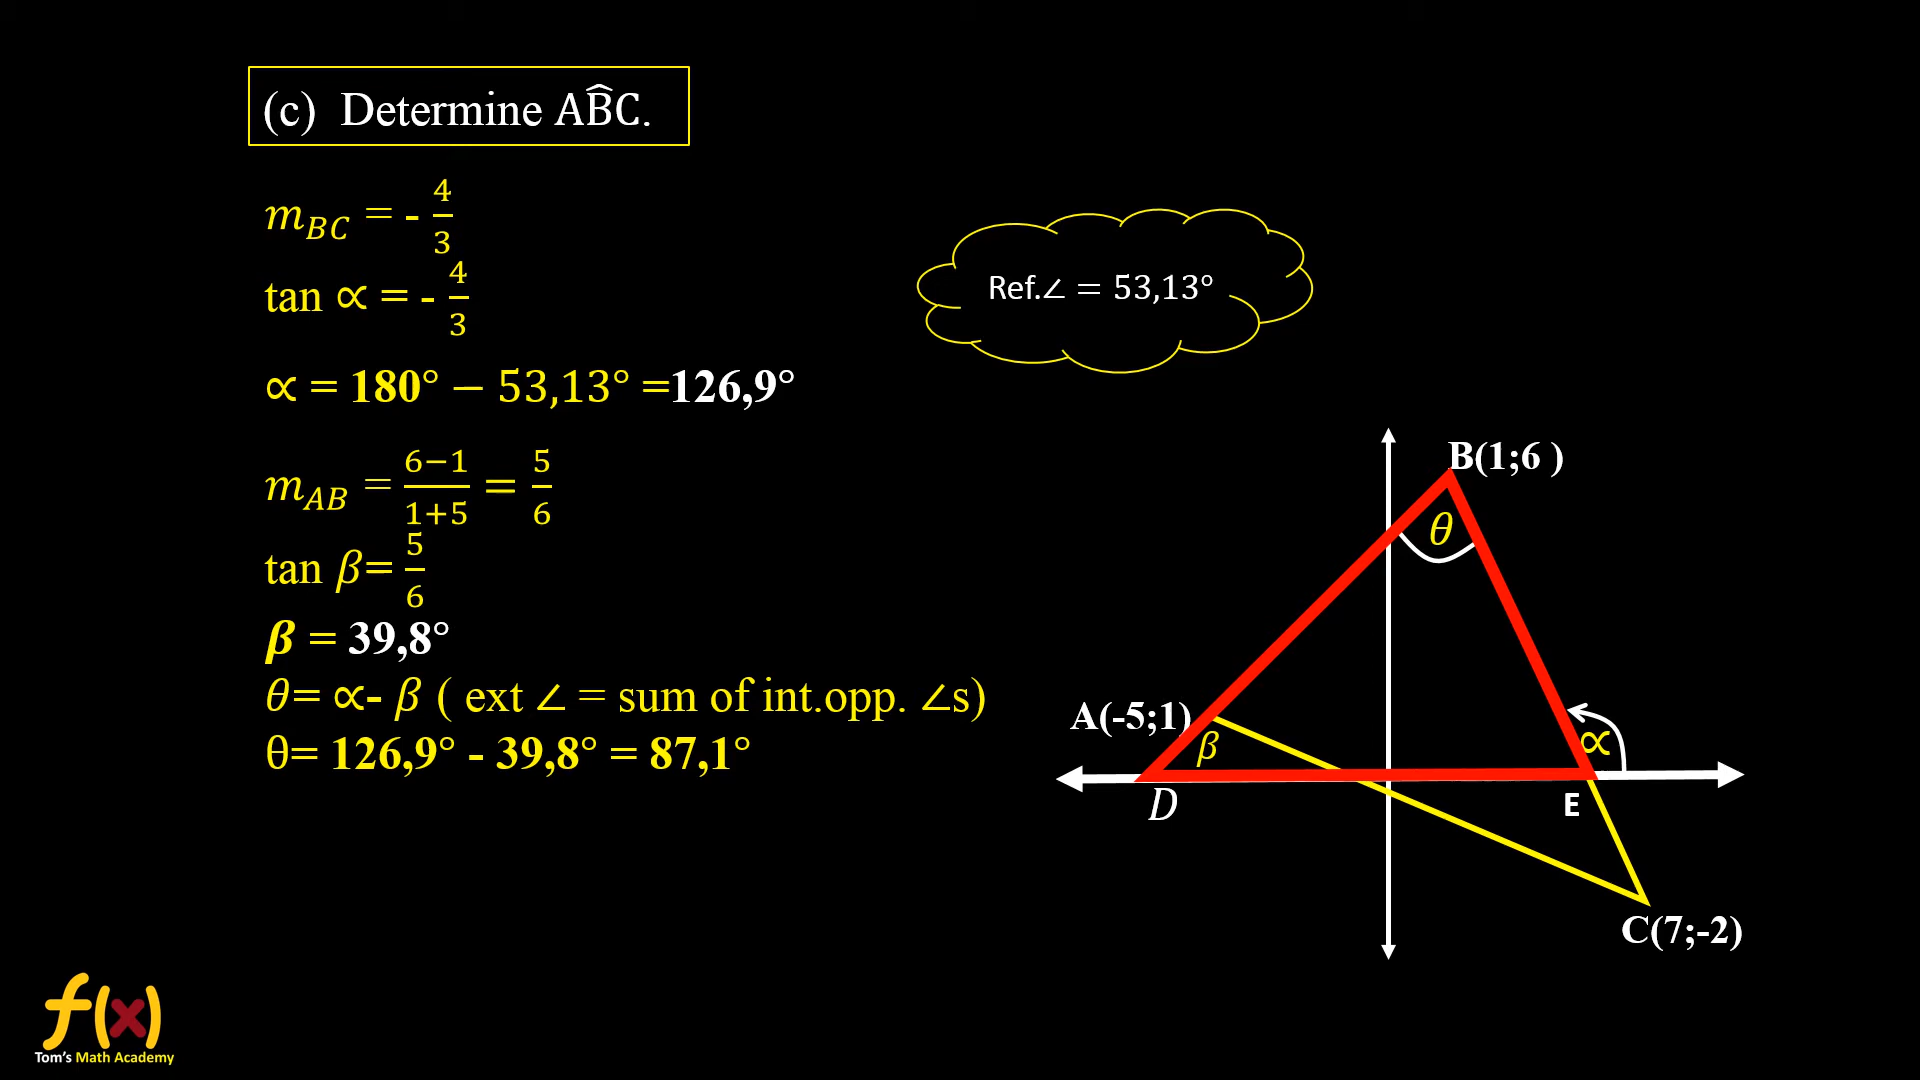 (c) Determine AB̂C.
m_BC = - 4/3
tan ∝ = - 4/3
Ref.∠ = 53,13°
∝ = 180° − 53,13° =126,9°
m_AB = 6−1/1+5 = 5/6
tan β= 5/6
β = 39,8°
θ= ∝- β ( ext ∠ = sum of int.opp. ∠s)
θ= 126,9° - 39,8° = 87,1°
B(1;6 )
θ
A(-5;1)
β
∝
D
E
C(7;-2)
f(x)
Tom's Math Academy